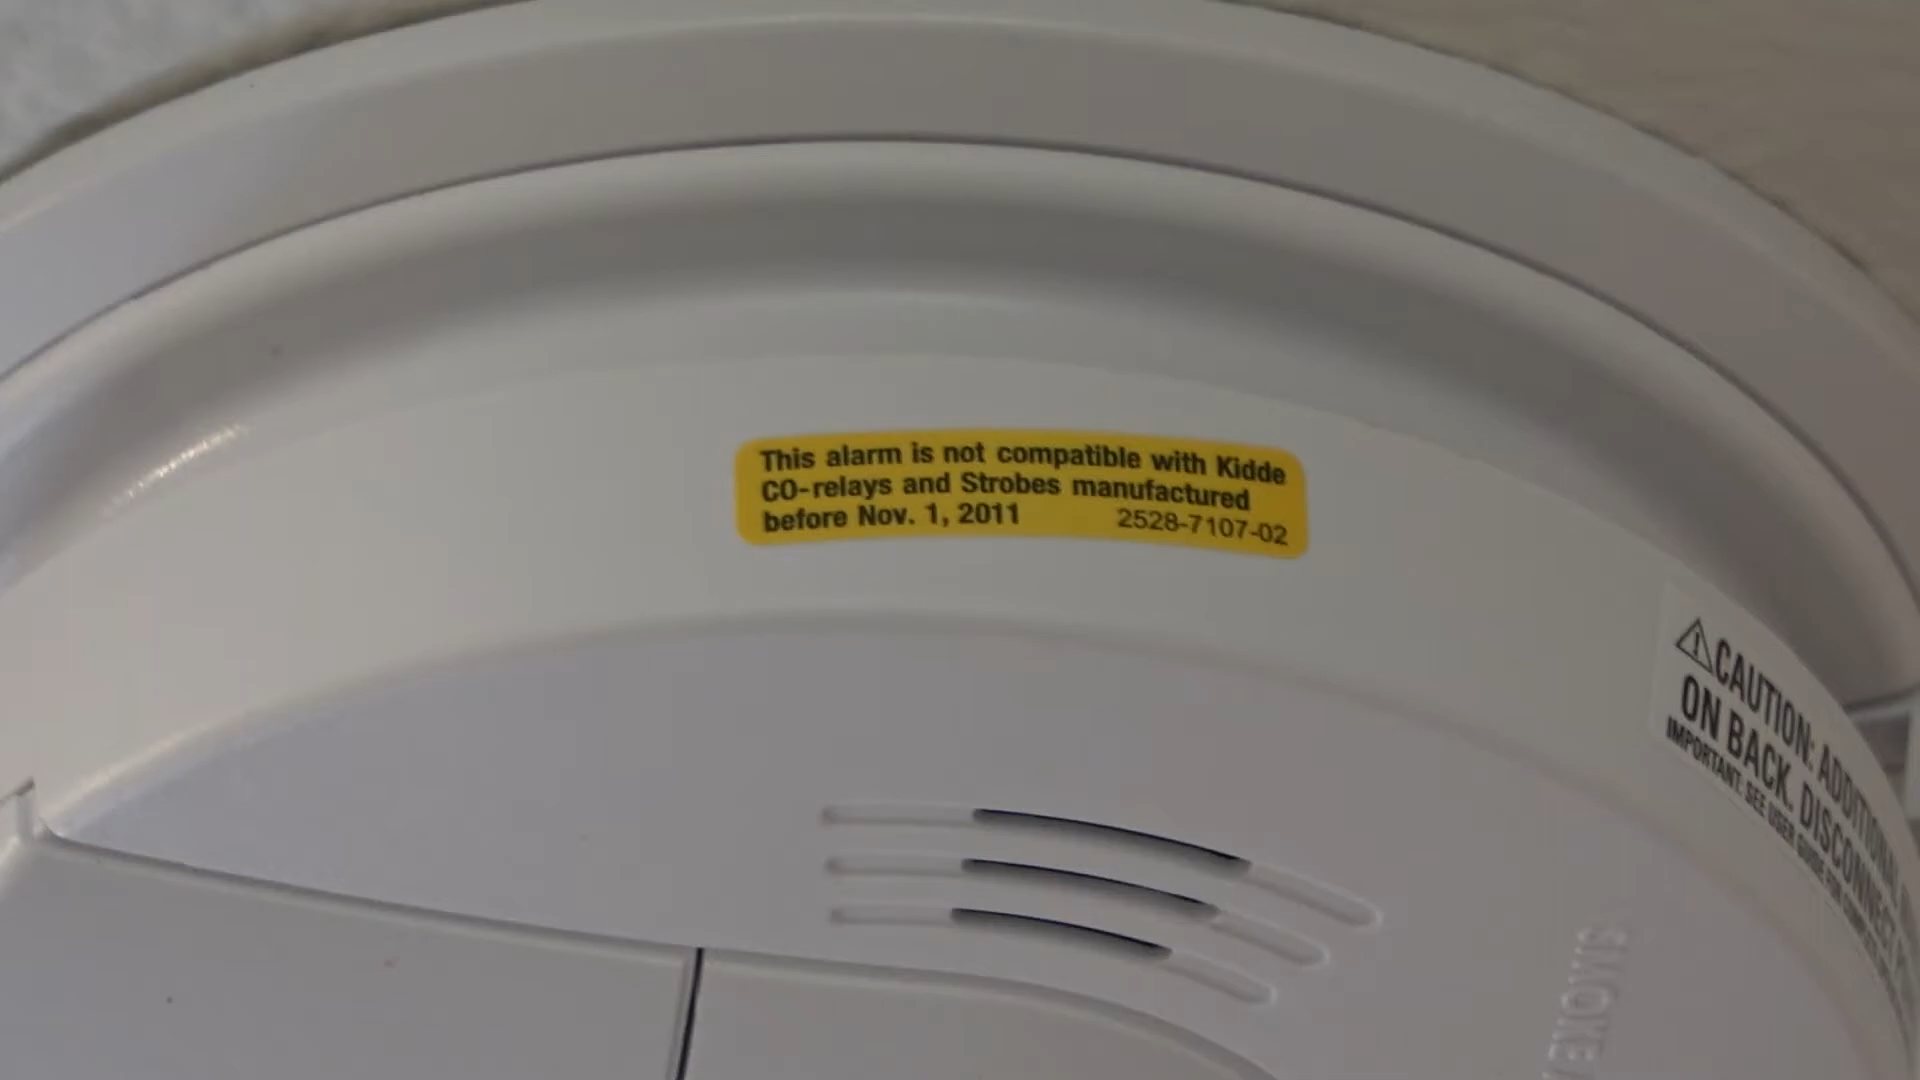 This alarm is not compatible with Kidde
CO-relays and Strobes manufactured
before Nov. 1, 2011 2528-7107-02
CAUTION: ADDITIONAL
ON BACK. DISCONNECT
IMPORTANT: SEE USER GUIDE FOR
SMOKE